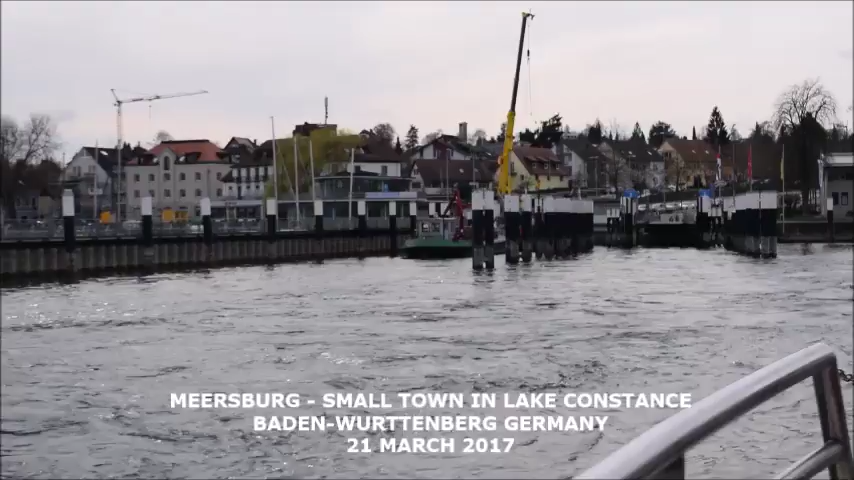 MEERSBURG - SMALL TOWN IN LAKE CONSTANCE
BADEN-WURTTENBERG GERMANY
21 MARCH 2017